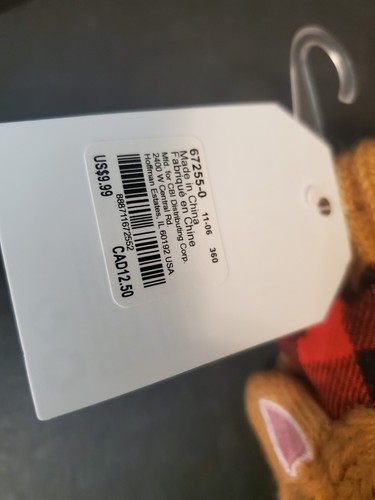 67255-0 11-06 360
Made in China
Fabriqué en Chine
Mfd. for CBI Distributing Corp.
2400 W Central Rd
Hoffman Estates, IL 60192 USA
888711672552
US$9.99 CAD12.50